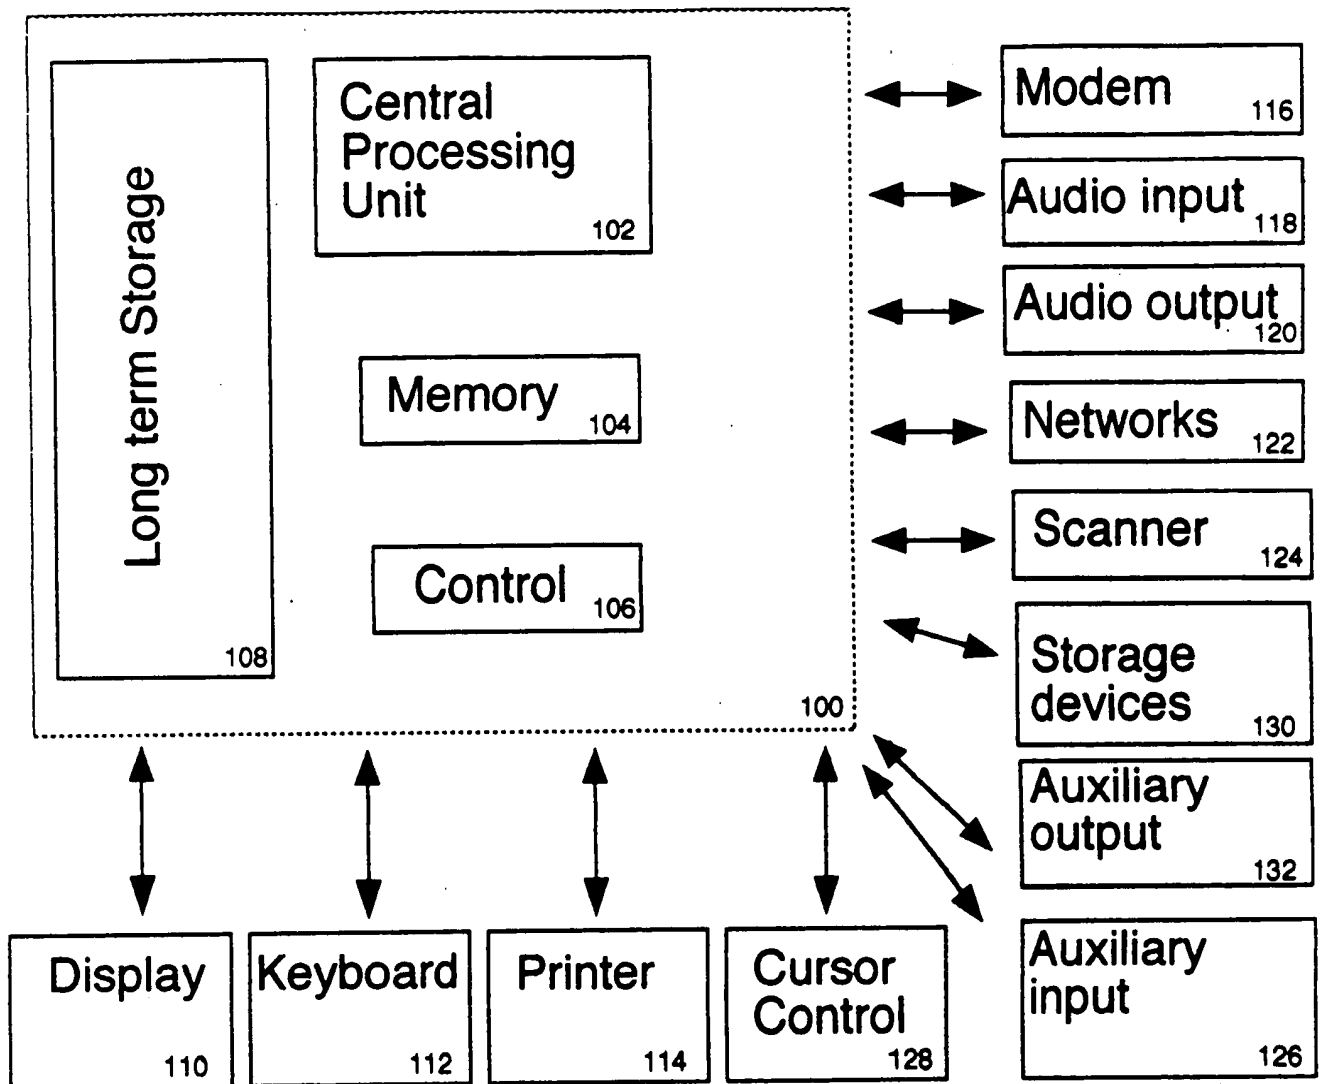 Long term Storage
108
Central
Processing
Unit
102
Memory
104
Control
106
100
Modem
116
Audio input
118
Audio output
120
Networks
122
Scanner
124
Storage
devices
130
Auxiliary
output
132
Auxiliary
input
126
Display
110
Keyboard
112
Printer
114
Cursor
Control
128